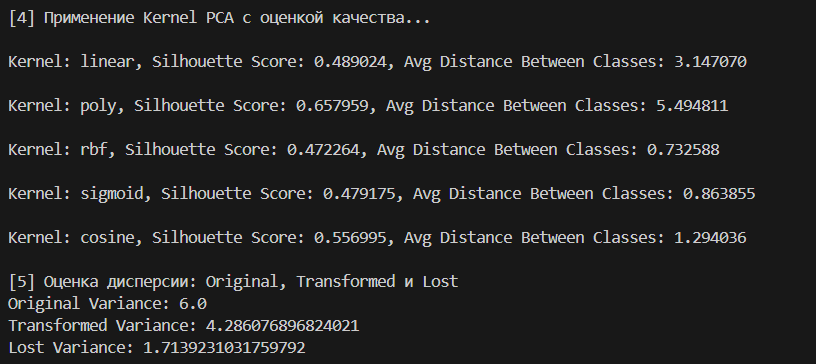 [4] Применение Kernel PCA с оценкой качества...
Kernel: linear, Silhouette Score: 0.489024, Avg Distance Between Classes: 3.147070
Kernel: poly, Silhouette Score: 0.657959, Avg Distance Between Classes: 5.494811
Kernel: rbf, Silhouette Score: 0.472264, Avg Distance Between Classes: 0.732588
Kernel: sigmoid, Silhouette Score: 0.479175, Avg Distance Between Classes: 0.863855
Kernel: cosine, Silhouette Score: 0.556995, Avg Distance Between Classes: 1.294036
[5] Оценка дисперсии: Original, Transformed и Lost
Original Variance: 6.0
Transformed Variance: 4.286076896824021
Lost Variance: 1.7139231031759792